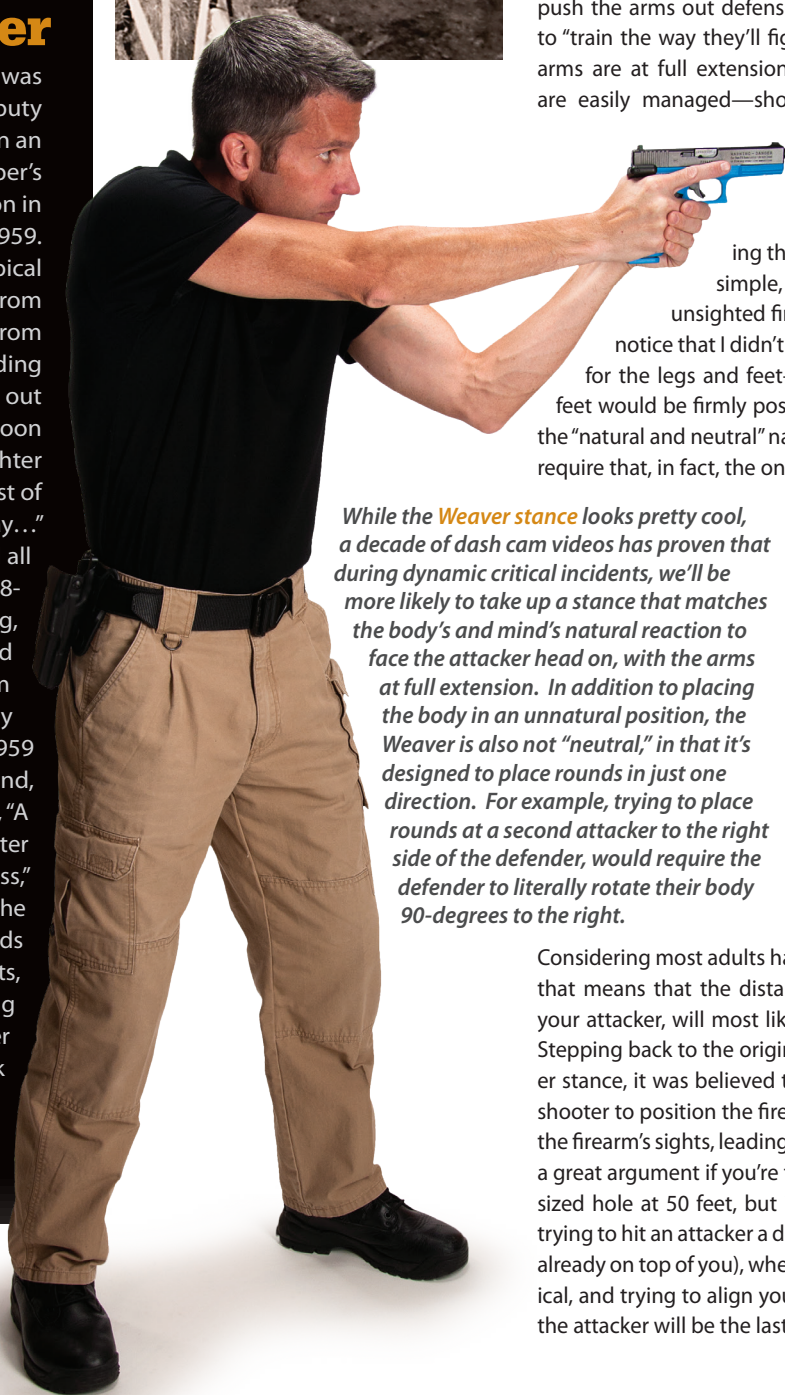 er
was
puty
n an
per's
on in
959.
pical
rom
rom
ding
out
oon
hter
st of
y…"
all
8-
g,
d
n
y
959
nd,
, "A
ter
ss,"
he
ds
ts,
g
er
k
push the arms out defens
to "train the way they'll fig
arms are at full extension
are easily managed—sho
ing th
simple,
unsighted fi
notice that I didn't
for the legs and feet-
feet would be firmly pos
the "natural and neutral" na
require that, in fact, the on
While the Weaver stance looks pretty cool,
a decade of dash cam videos has proven that
during dynamic critical incidents, we'll be
more likely to take up a stance that matches
the body's and mind's natural reaction to
face the attacker head on, with the arms
at full extension. In addition to placing
the body in an unnatural position, the
Weaver is also not "neutral," in that it's
designed to place rounds in just one
direction. For example, trying to place
rounds at a second attacker to the right
side of the defender, would require the
defender to literally rotate their body
90-degrees to the right.
Considering most adults ha
that means that the dista
your attacker, will most lik
Stepping back to the origin
er stance, it was believed t
shooter to position the fire
the firearm's sights, leading
a great argument if you're t
sized hole at 50 feet, but
trying to hit an attacker a d
already on top of you), whe
ical, and trying to align you
the attacker will be the last